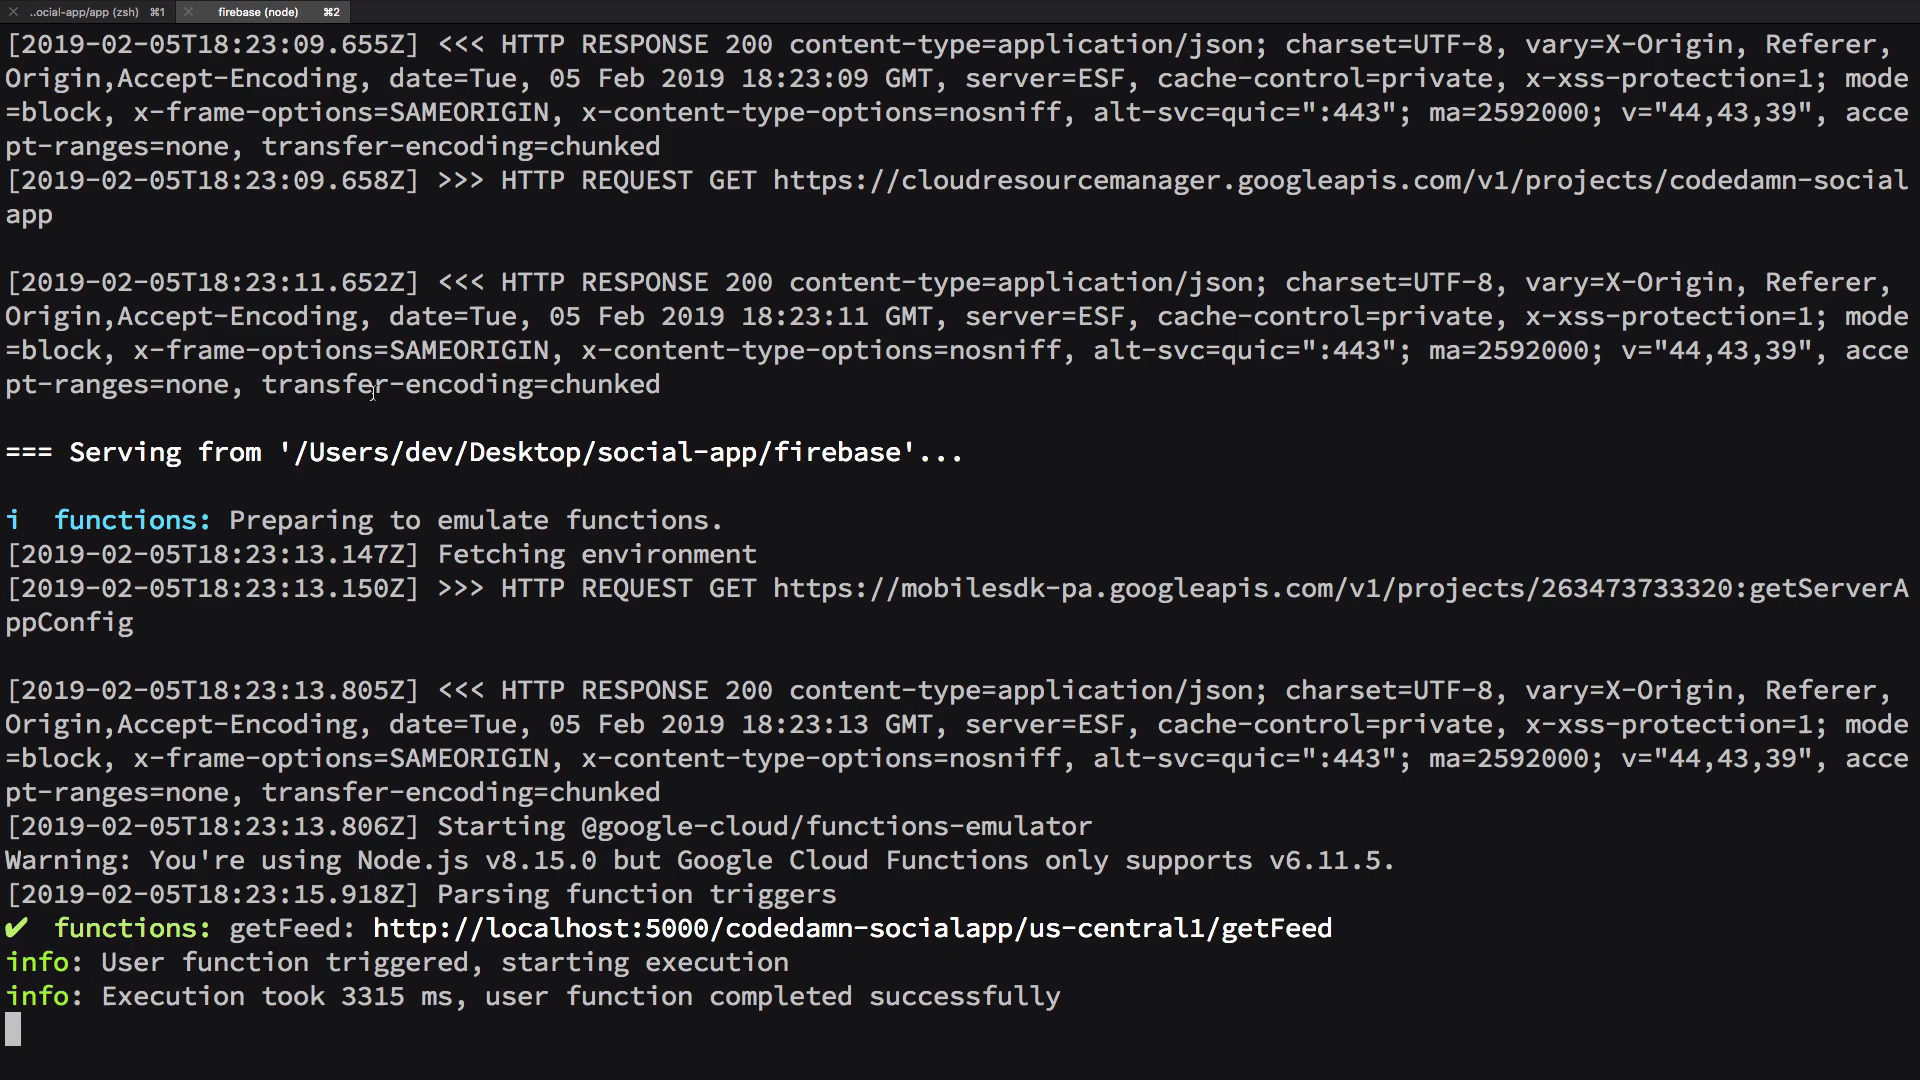 ..ocial-app/app (zsh) ⌘1 firebase (node) ⌘2
[2019-02-05T18:23:09.655Z] <<< HTTP RESPONSE 200 content-type=application/json; charset=UTF-8, vary=X-Origin, Referer,
Origin,Accept-Encoding, date=Tue, 05 Feb 2019 18:23:09 GMT, server=ESF, cache-control=private, x-xss-protection=1; mode
=block, x-frame-options=SAMEORIGIN, x-content-type-options=nosniff, alt-svc=quic=":443"; ma=2592000; v="44,43,39", acce
pt-ranges=none, transfer-encoding=chunked
[2019-02-05T18:23:09.658Z] >>> HTTP REQUEST GET https://cloudresourcemanager.googleapis.com/v1/projects/codedamn-social
app
[2019-02-05T18:23:11.652Z] <<< HTTP RESPONSE 200 content-type=application/json; charset=UTF-8, vary=X-Origin, Referer,
Origin,Accept-Encoding, date=Tue, 05 Feb 2019 18:23:11 GMT, server=ESF, cache-control=private, x-xss-protection=1; mode
=block, x-frame-options=SAMEORIGIN, x-content-type-options=nosniff, alt-svc=quic=":443"; ma=2592000; v="44,43,39", acce
pt-ranges=none, transfer-encoding=chunked
=== Serving from '/Users/dev/Desktop/social-app/firebase'...
i functions: Preparing to emulate functions.
[2019-02-05T18:23:13.147Z] Fetching environment
[2019-02-05T18:23:13.150Z] >>> HTTP REQUEST GET https://mobilesdk-pa.googleapis.com/v1/projects/263473733320:getServerA
ppConfig
[2019-02-05T18:23:13.805Z] <<< HTTP RESPONSE 200 content-type=application/json; charset=UTF-8, vary=X-Origin, Referer,
Origin,Accept-Encoding, date=Tue, 05 Feb 2019 18:23:13 GMT, server=ESF, cache-control=private, x-xss-protection=1; mode
=block, x-frame-options=SAMEORIGIN, x-content-type-options=nosniff, alt-svc=quic=":443"; ma=2592000; v="44,43,39", acce
pt-ranges=none, transfer-encoding=chunked
[2019-02-05T18:23:13.806Z] Starting @google-cloud/functions-emulator
Warning: You're using Node.js v8.15.0 but Google Cloud Functions only supports v6.11.5.
[2019-02-05T18:23:15.918Z] Parsing function triggers
✔ functions: getFeed: http://localhost:5000/codedamn-socialapp/us-central1/getFeed
info: User function triggered, starting execution
info: Execution took 3315 ms, user function completed successfully